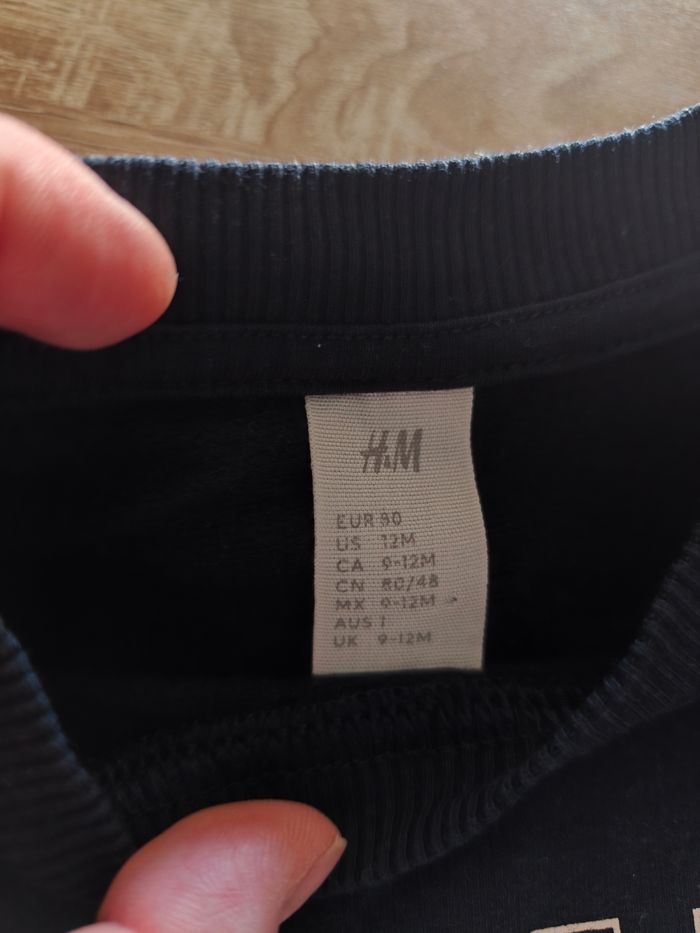 H&M
EUR 80
US 12M
CA 9-12M
CN 80/48
MX 9-12M
AUS 1
UK 9-12M